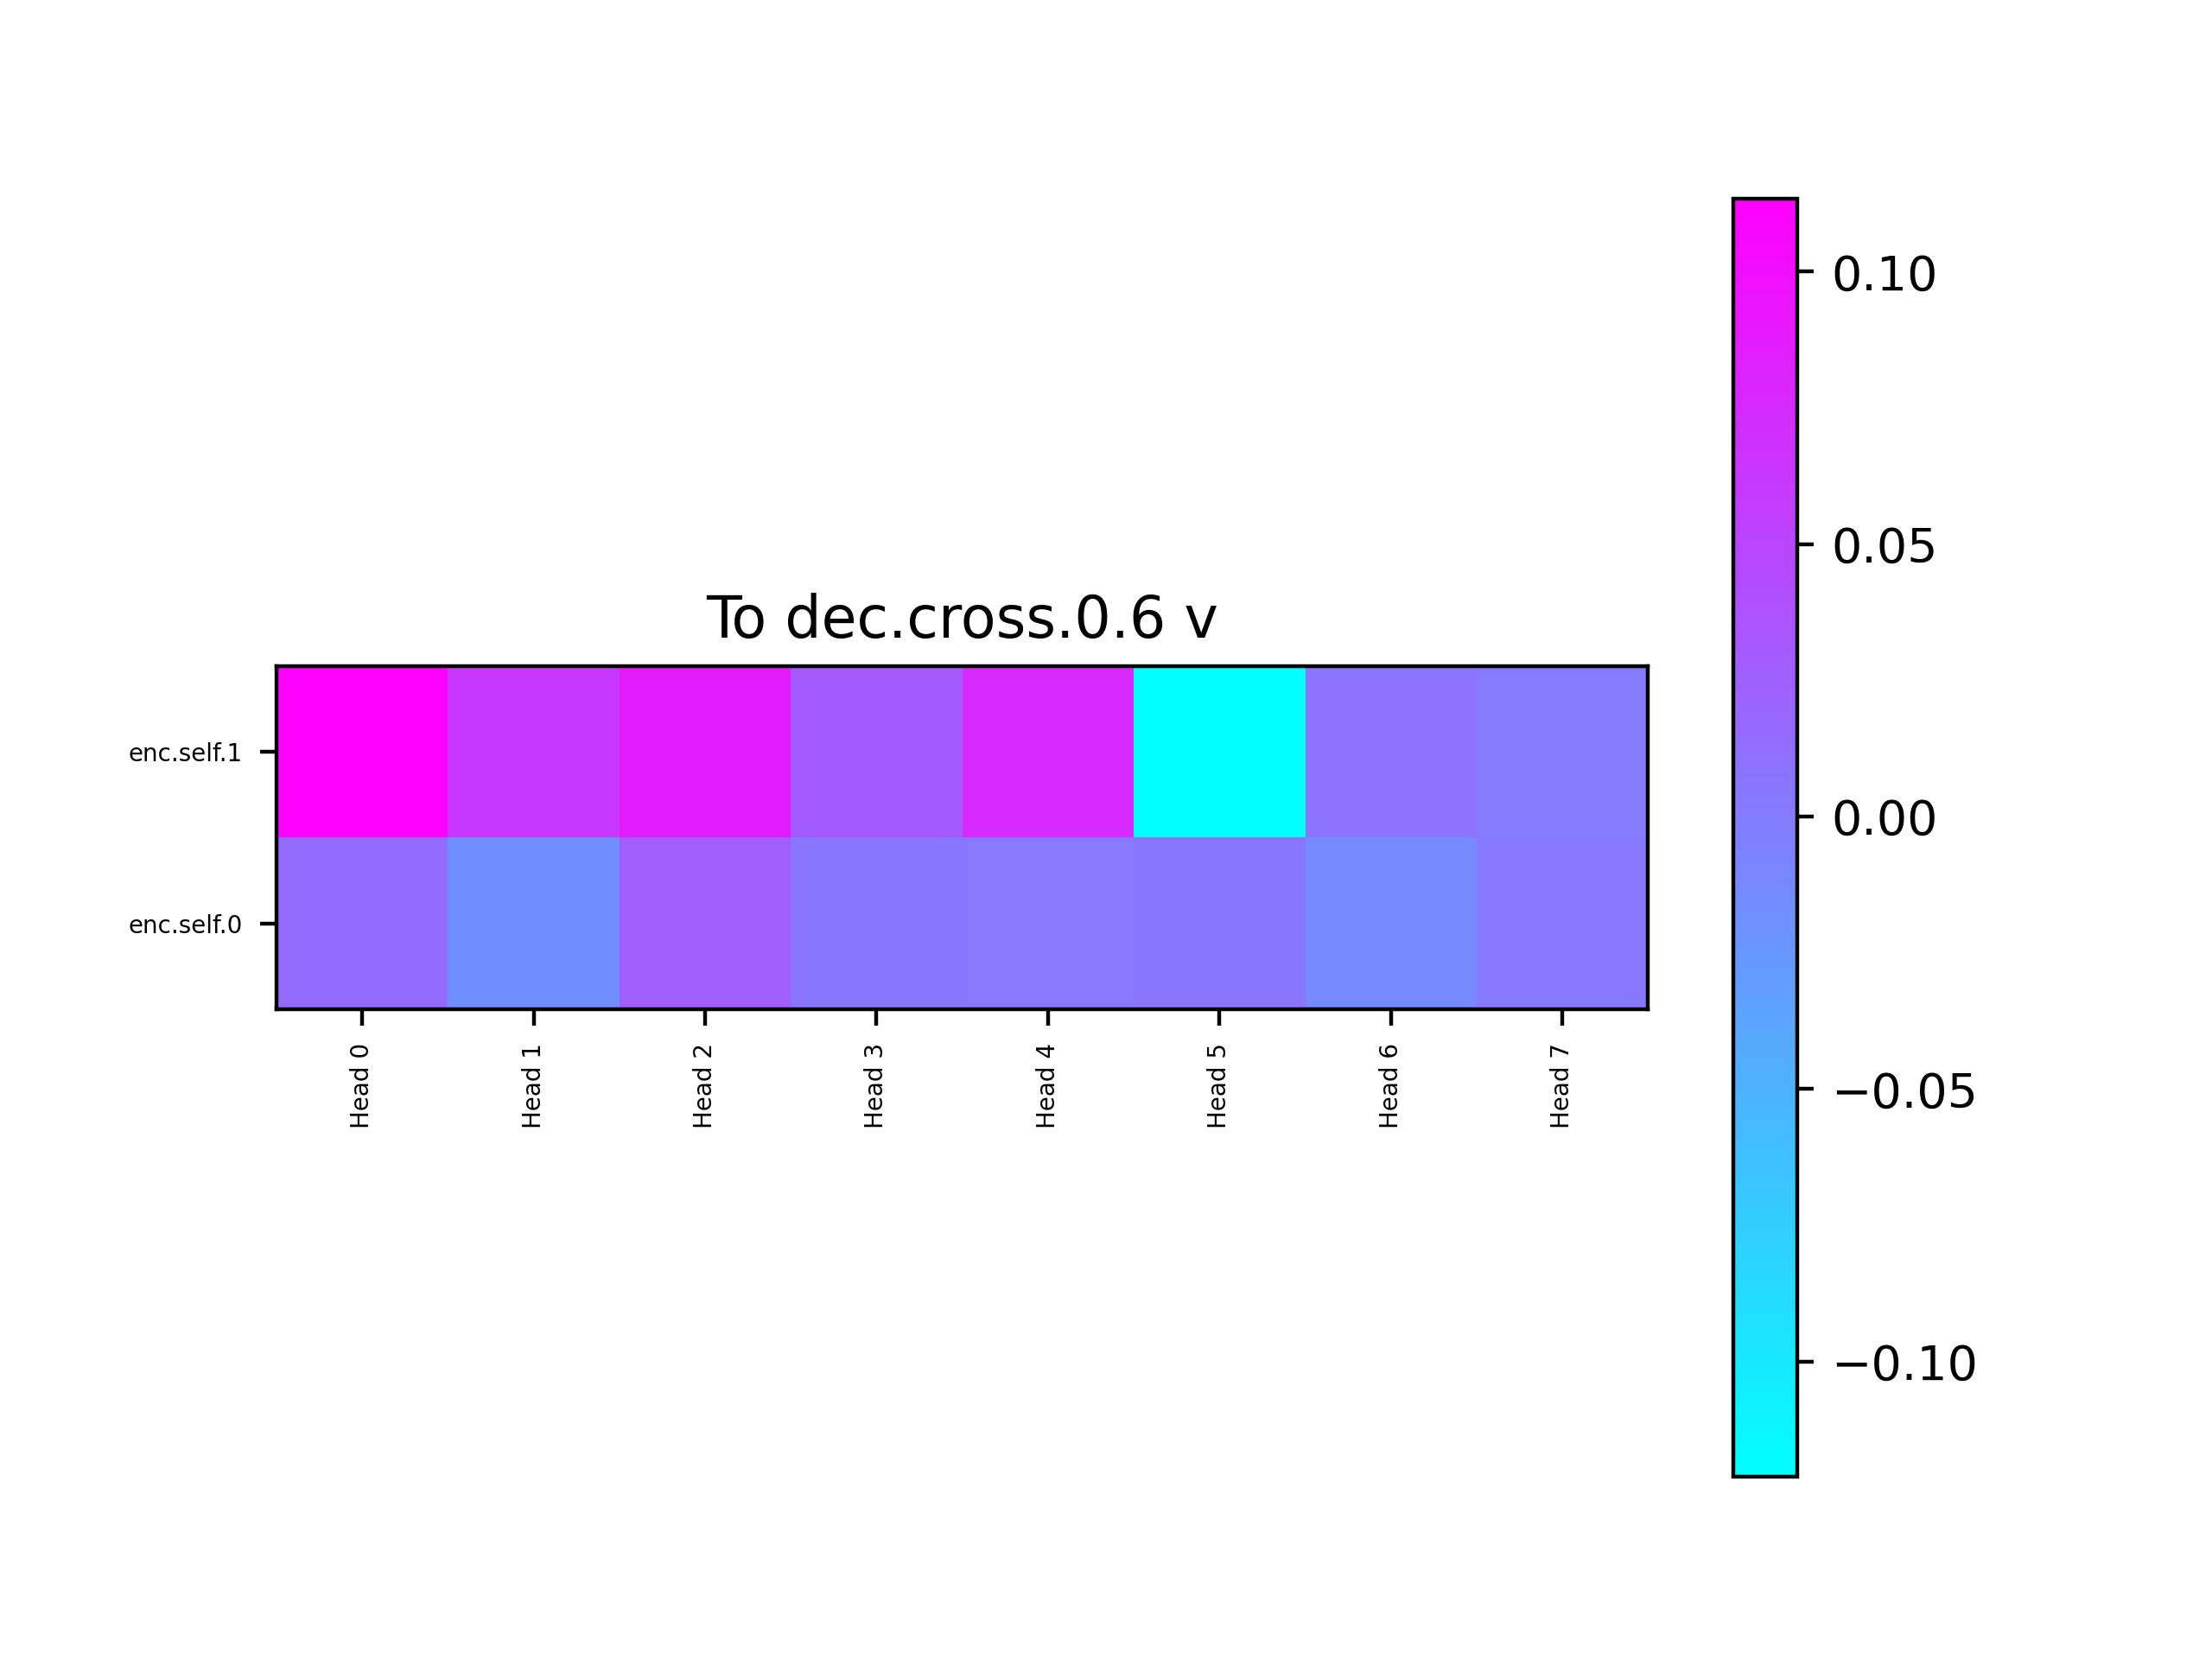 To dec.cross.0.6 v
enc.self.1
enc.self.0
Head 0
Head 1
Head 2
Head 3
Head 4
Head 5
Head 6
Head 7
0.10
0.05
0.00
−0.05
−0.10